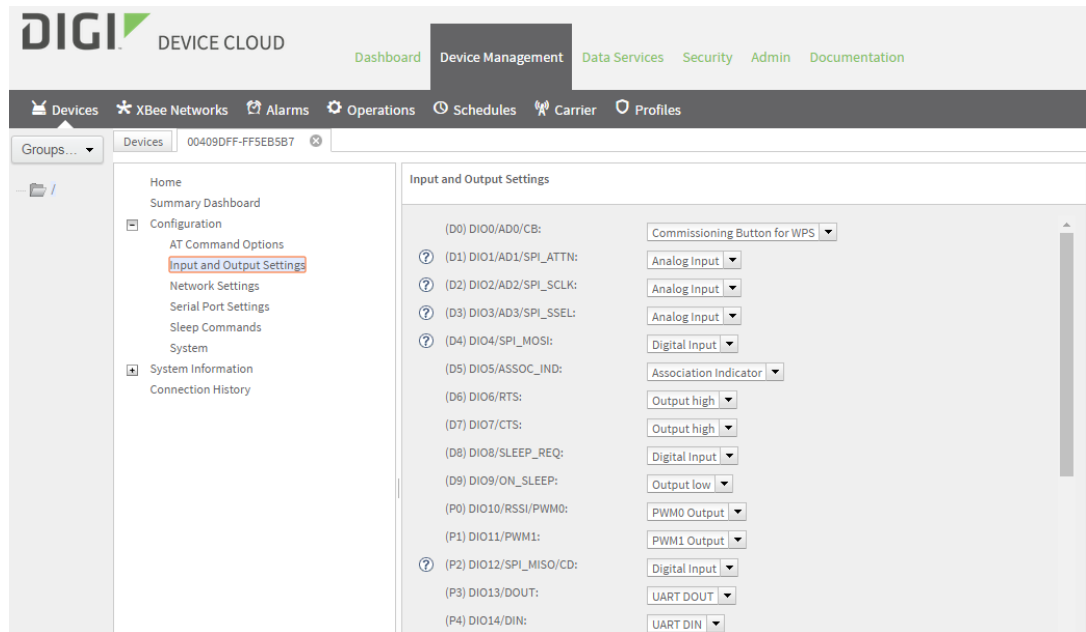 DIGI DEVICE CLOUD
Dashboard Device Management Data Services Security Admin Documentation
Devices XBee Networks Alarms Operations Schedules Carrier Profiles
Groups...
Devices 00409DFF-FF5EB5B7
/
Home
Summary Dashboard
Configuration
AT Command Options
Input and Output Settings
Network Settings
Serial Port Settings
Sleep Commands
System
System Information
Connection History
Input and Output Settings
(D0) DIO0/AD0/CB: Commissioning Button for WPS
? (D1) DIO1/AD1/SPI_ATTN: Analog Input
? (D2) DIO2/AD2/SPI_SCLK: Analog Input
? (D3) DIO3/AD3/SPI_SSEL: Analog Input
? (D4) DIO4/SPI_MOSI: Digital Input
(D5) DIO5/ASSOC_IND: Association Indicator
(D6) DIO6/RTS: Output high
(D7) DIO7/CTS: Output high
(D8) DIO8/SLEEP_REQ: Digital Input
(D9) DIO9/ON_SLEEP: Output low
(P0) DIO10/RSSI/PWM0: PWM0 Output
(P1) DIO11/PWM1: PWM1 Output
? (P2) DIO12/SPI_MISO/CD: Digital Input
(P3) DIO13/DOUT: UART DOUT
(P4) DIO14/DIN: UART DIN